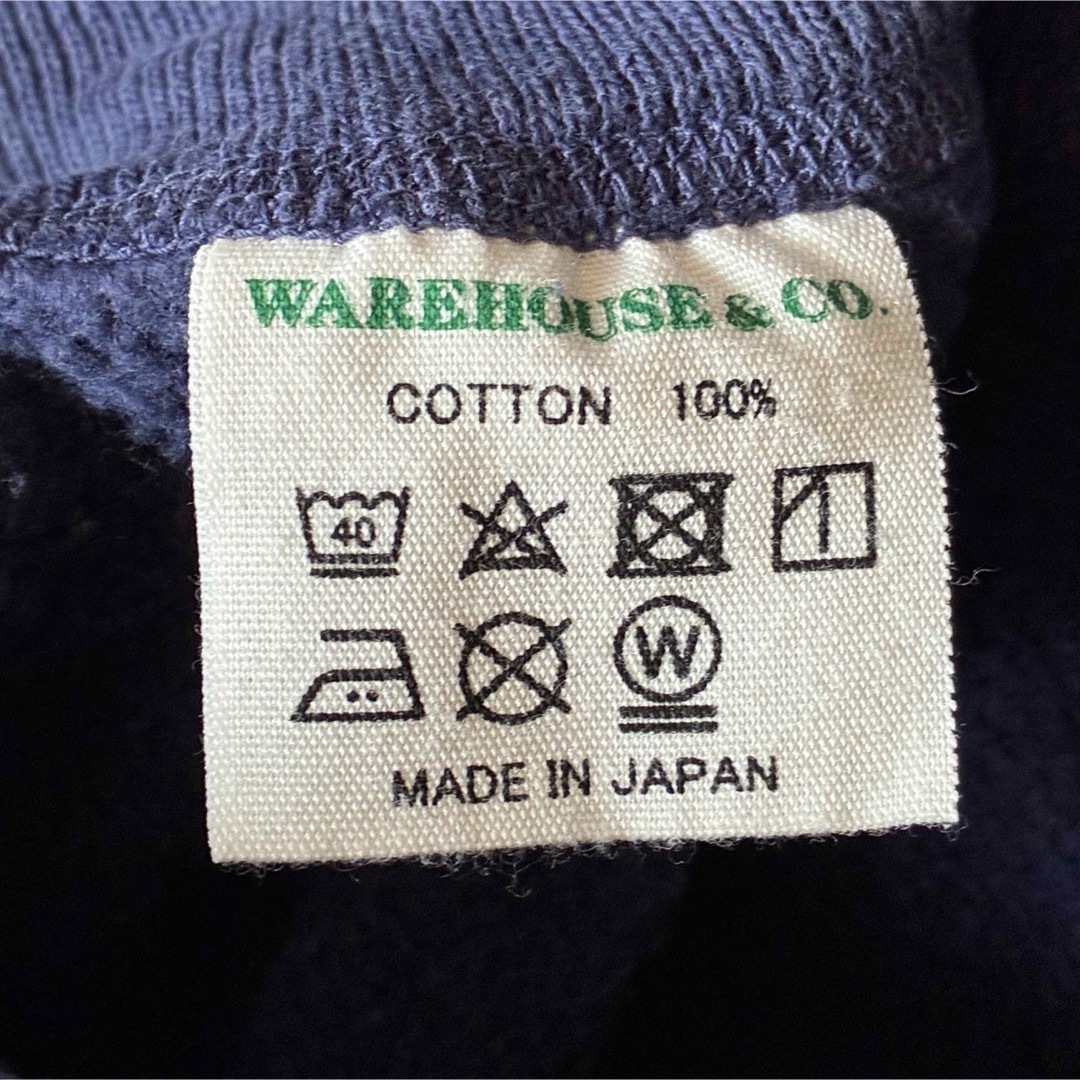 WAREHOUSE & CO.
COTTON 100%
40
W
MADE IN JAPAN